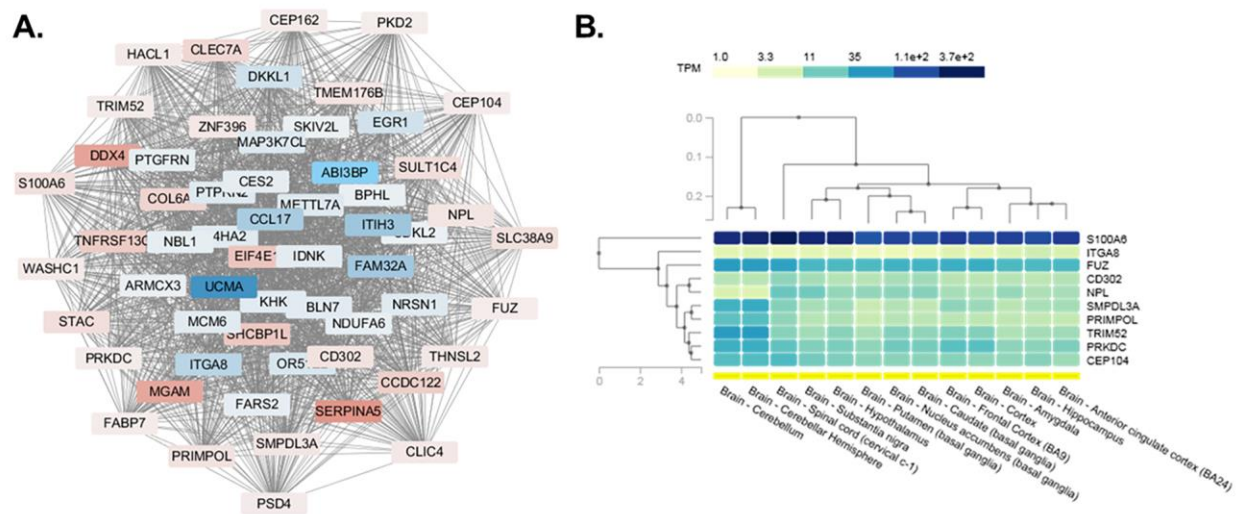 A.
CEP162
PKD2
HACL1
CLEC7A
DKKL1
TMEM176B
TRIM52
CEP104
ZNF396
SKIV2L
EGR1
MAP3K7CL
DDX4
PTGFRN
S100A6
CES2
ABI3BP
SULT1C4
COL6A
PTPRN2
METTL7A
BPHL
CCL17
ITIH3
NPL
TNFRSF13C
NBL1
4HA2
SLC38A9
EIF4E
IDNK
WASHC1
FAM32A
ARMCX3
UCMA
KHK
BLN7
NRSN1
FUZ
STAC
MCM6
SHCBP1L
NDUFA6
PRKDC
ITGA8
CD302
THNSL2
MGAM
CCDC122
FARS2
SERPINA5
FABP7
SMPDL3A
PRIMPOL
CLIC4
PSD4
B.
1.0 3.3 11 35 1.1e+2 3.7e+2
TPM
0.0
0.1
0.2
S100A6
ITGA8
FUZ
CD302
NPL
SMPDL3A
PRIMPOL
TRIM52
PRKDC
CEP104
0 2 4
Brain - Cerebellum
Brain - Cerebellar Hemisphere
Brain - Spinal cord (cervical c-1)
Brain - Substantia nigra
Brain - Hypothalamus
Brain - Putamen (basal ganglia)
Brain - Nucleus accumbens (basal ganglia)
Brain - Caudate (basal ganglia)
Brain - Frontal Cortex (BA9)
Brain - Cortex
Brain - Amygdala
Brain - Hippocampus
Brain - Anterior cingulate cortex (BA24)